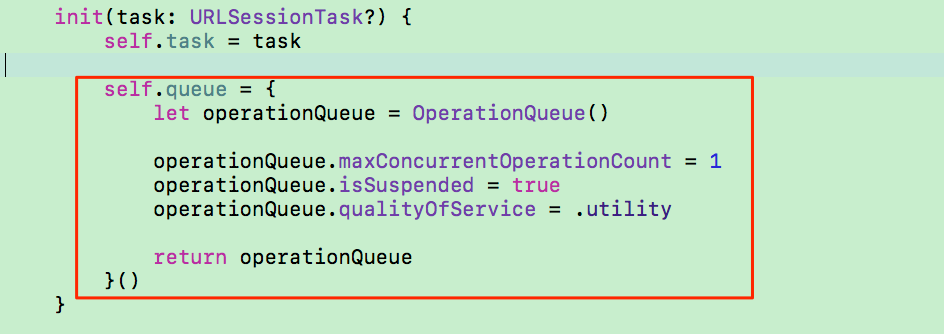 init(task: URLSessionTask?) {
self.task = task
self.queue = {
let operationQueue = OperationQueue()
operationQueue.maxConcurrentOperationCount = 1
operationQueue.isSuspended = true
operationQueue.qualityOfService = .utility
return operationQueue
}()
}